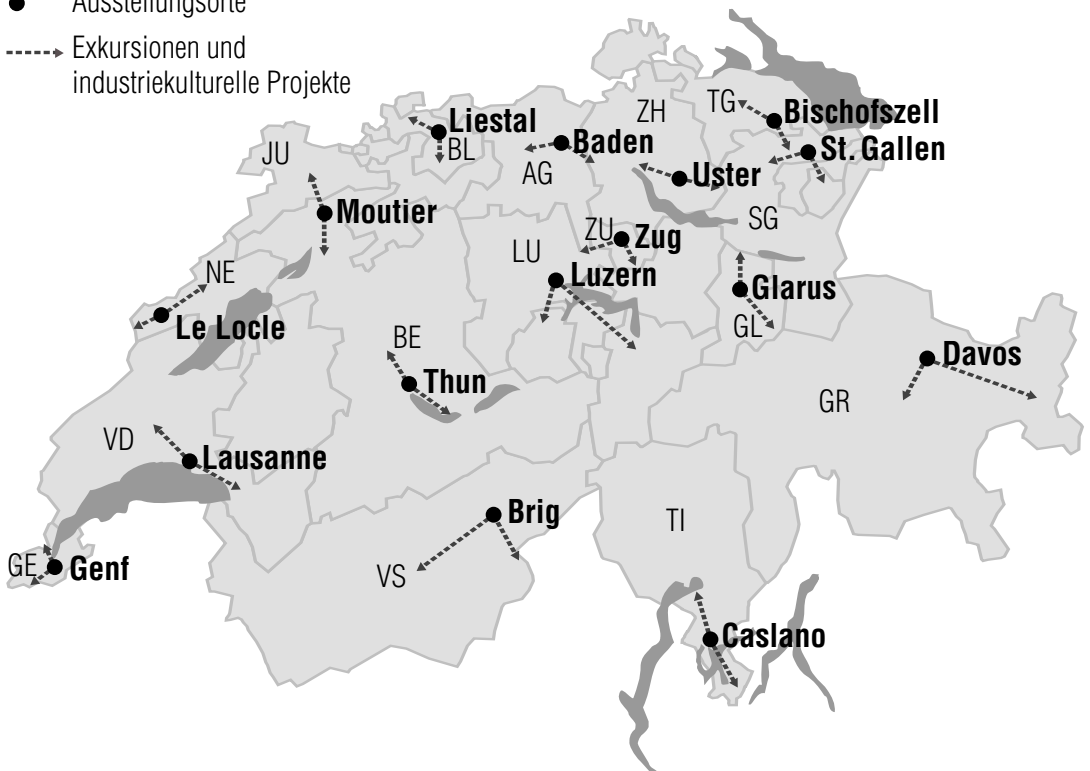 Ausstellungsorte
Exkursionen und
industriekulturelle Projekte
TG
ZH
Bischofszell
Liestal
Baden
BL
JU
St. Gallen
AG
Uster
Moutier
SG
ZU
Zug
LU
NE
Luzern
Glarus
Le Locle
GL
BE
Davos
Thun
GR
VD
Lausanne
Brig
TI
GE
Genf
VS
Caslano